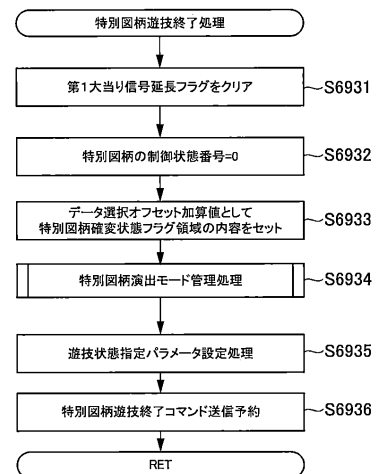 特別図柄遊技終了処理
第1大当り信号延長フラグをクリア
S6931
特別図柄の制御状態番号=0
S6932
データ選択オフセット加算値として
特別図柄確変状態フラグ領域の内容をセット
S6933
特別図柄演出モード管理処理
S6934
遊技状態指定パラメータ設定処理
S6935
特別図柄遊技終了コマンド送信予約
S6936
RET